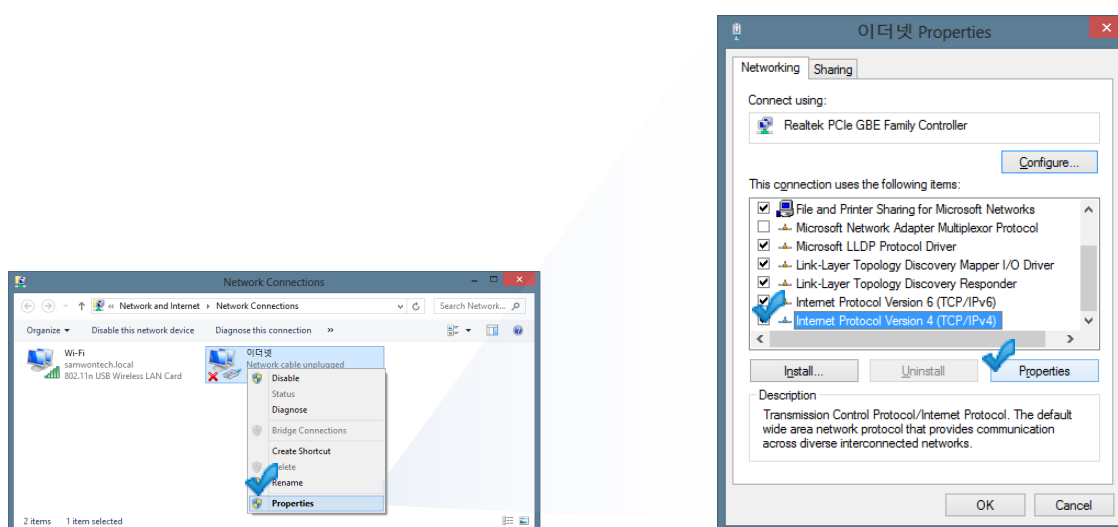 Network Connections
« Network and Internet › Network Connections
Search Network...
Organize
Disable this network device
Diagnose this connection
»
Wi-Fi
samwontech.local
802.11n USB Wireless LAN Card
이더넷
Network cable unplugged
Disable
Status
Diagnose
Bridge Connections
Create Shortcut
Rename
Properties
2 items
1 item selected
이더넷 Properties
Networking
Sharing
Connect using:
Realtek PCIe GBE Family Controller
Configure...
This connection uses the following items:
File and Printer Sharing for Microsoft Networks
Microsoft Network Adapter Multiplexor Protocol
Microsoft LLDP Protocol Driver
Link-Layer Topology Discovery Mapper I/O Driver
Link-Layer Topology Discovery Responder
Internet Protocol Version 6 (TCP/IPv6)
Internet Protocol Version 4 (TCP/IPv4)
Install...
Uninstall
Properties
Description
Transmission Control Protocol/Internet Protocol. The default
wide area network protocol that provides communication
across diverse interconnected networks.
OK
Cancel